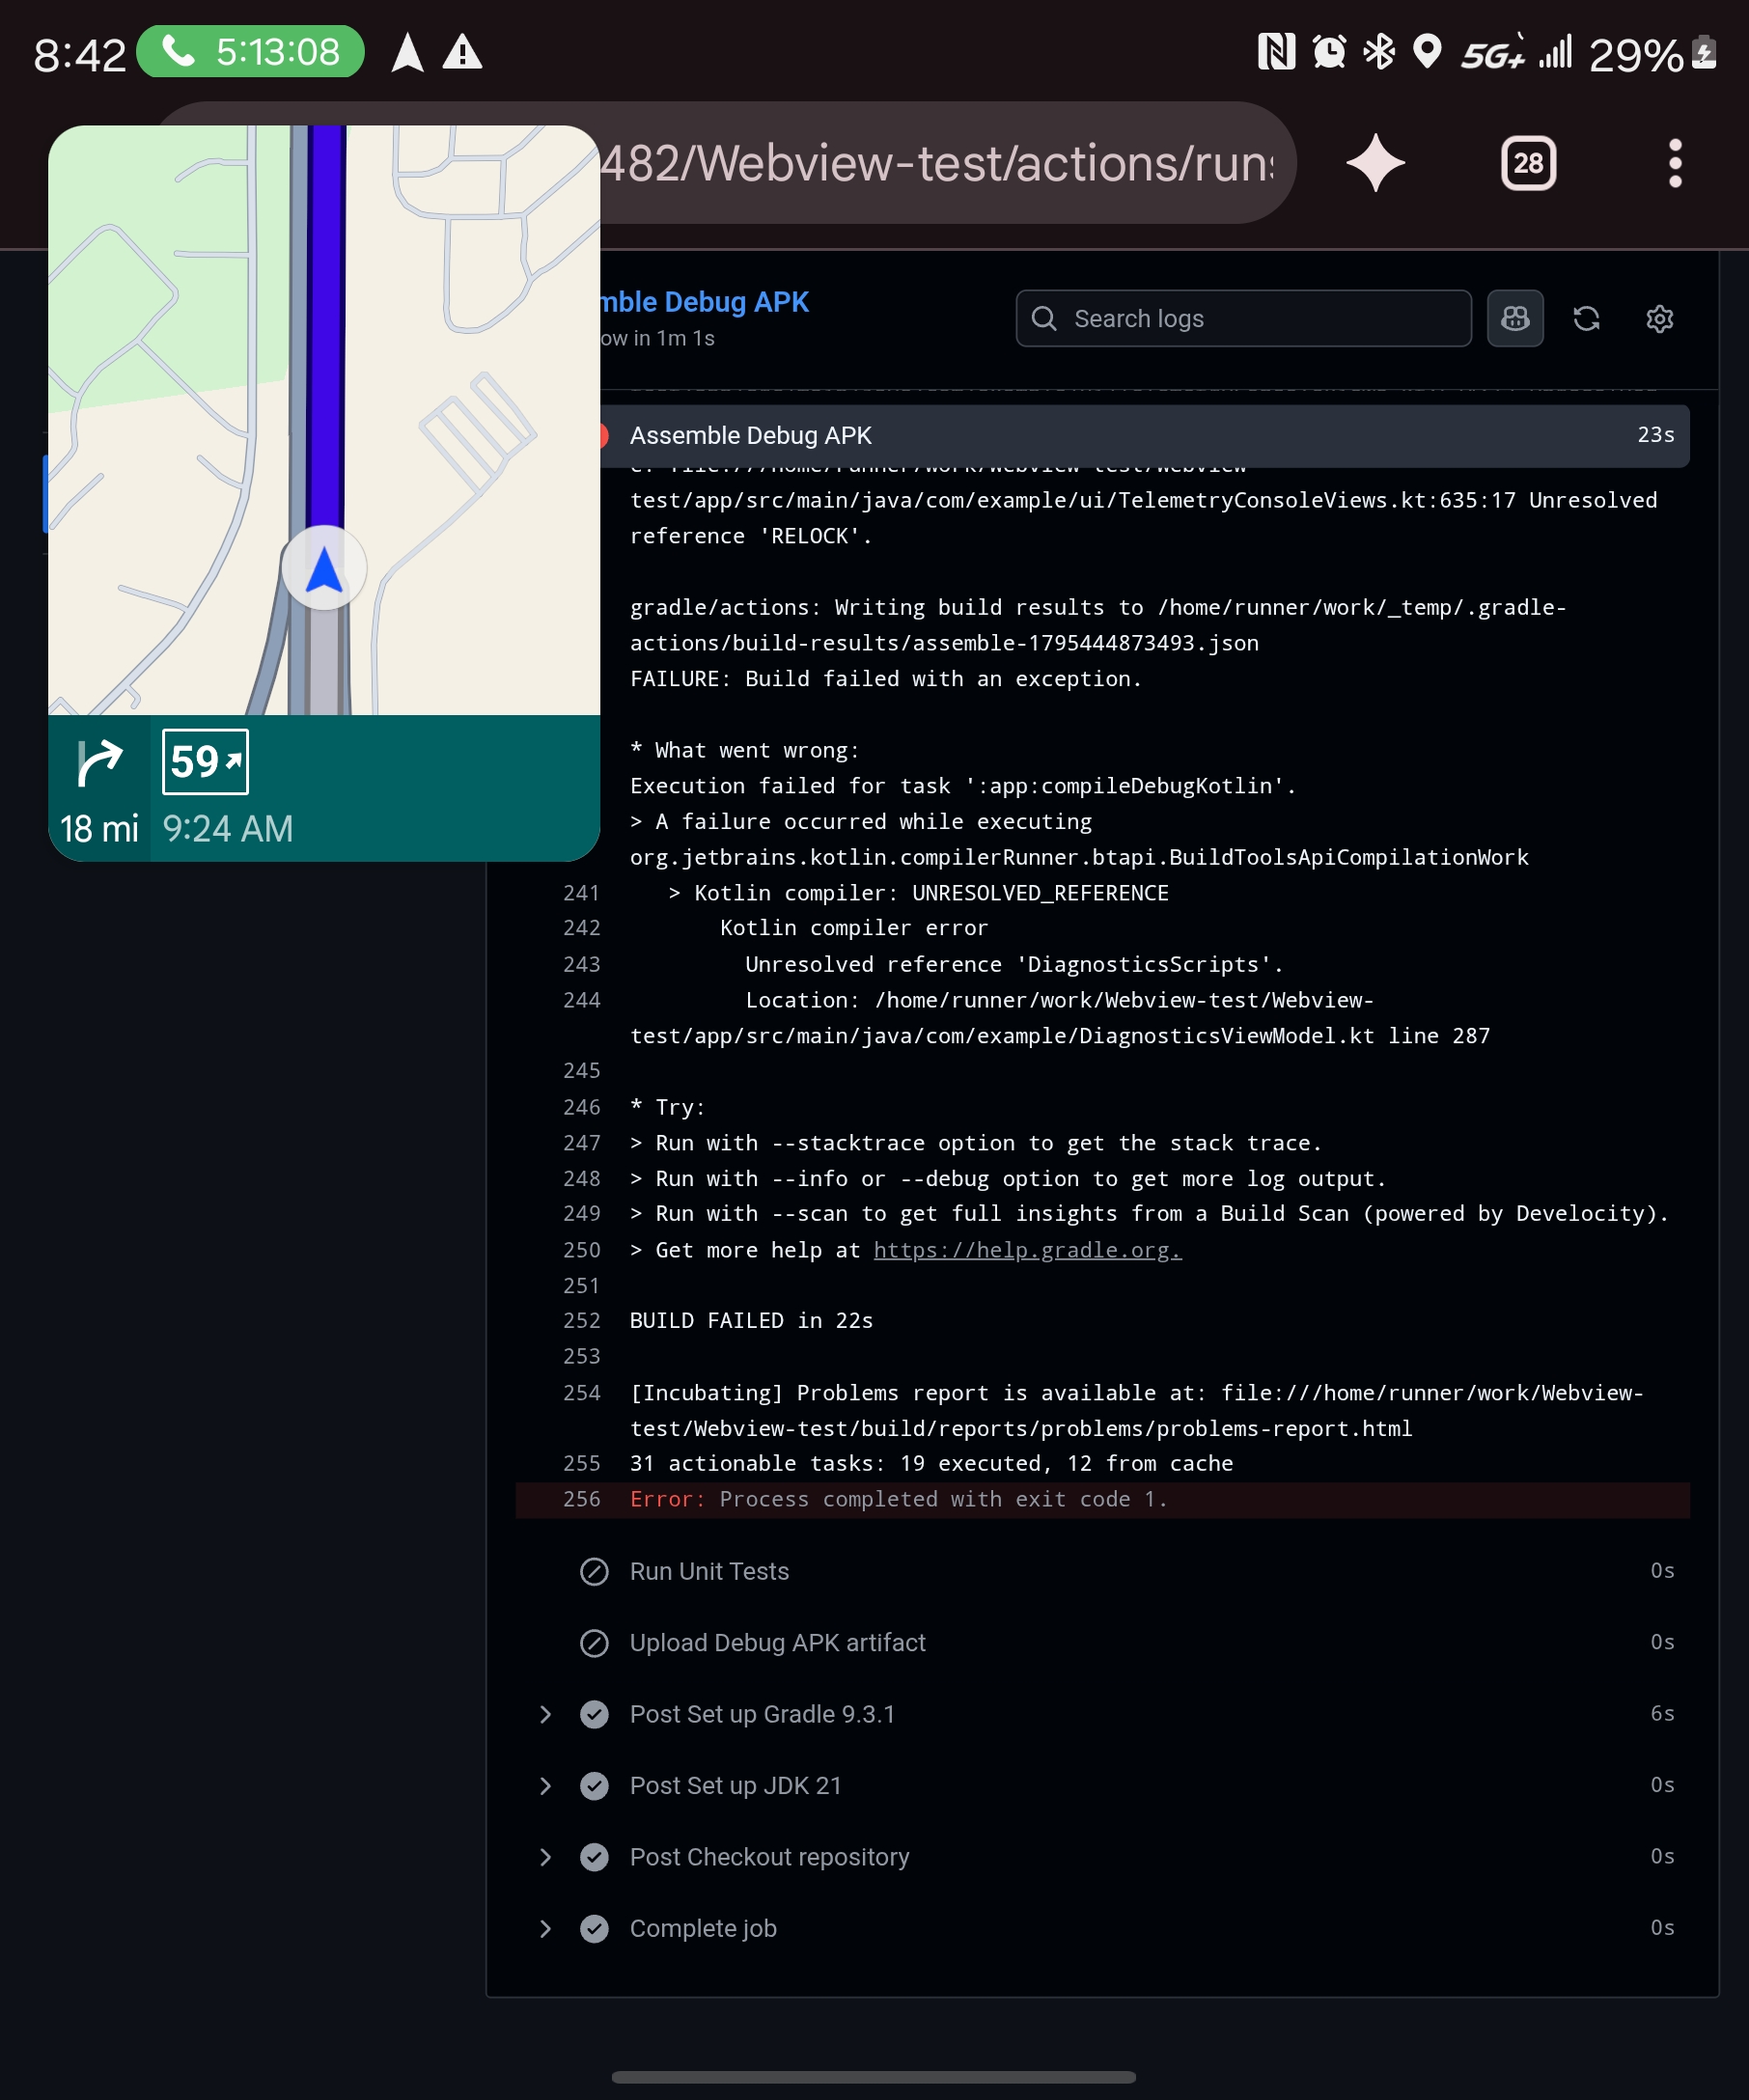 8:42
5:13:08
5G+
29%
482/Webview-test/actions/runs
28
mble Debug APK
ow in 1m 1s
Search logs
Assemble Debug APK
23s
test/app/src/main/java/com/example/ui/TelemetryConsoleViews.kt:635:17 Unresolved
reference 'RELOCK'.
gradle/actions: Writing build results to /home/runner/work/_temp/.gradle-
actions/build-results/assemble-1795444873493.json
FAILURE: Build failed with an exception.
* What went wrong:
Execution failed for task ':app:compileDebugKotlin'.
> A failure occurred while executing
org.jetbrains.kotlin.compilerRunner.btapi.BuildToolsApiCompilationWork
59
18 mi
9:24 AM
241 > Kotlin compiler: UNRESOLVED_REFERENCE
242 Kotlin compiler error
243 Unresolved reference 'DiagnosticsScripts'.
244 Location: /home/runner/work/Webview-test/Webview-
test/app/src/main/java/com/example/DiagnosticsViewModel.kt line 287
245
246 * Try:
247 > Run with --stacktrace option to get the stack trace.
248 > Run with --info or --debug option to get more log output.
249 > Run with --scan to get full insights from a Build Scan (powered by Develocity).
250 > Get more help at https://help.gradle.org.
251
252 BUILD FAILED in 22s
253
254 [Incubating] Problems report is available at: file:///home/runner/work/Webview-
test/Webview-test/build/reports/problems/problems-report.html
255 31 actionable tasks: 19 executed, 12 from cache
256 Error: Process completed with exit code 1.
Run Unit Tests 0s
Upload Debug APK artifact 0s
Post Set up Gradle 9.3.1 6s
Post Set up JDK 21 0s
Post Checkout repository 0s
Complete job 0s